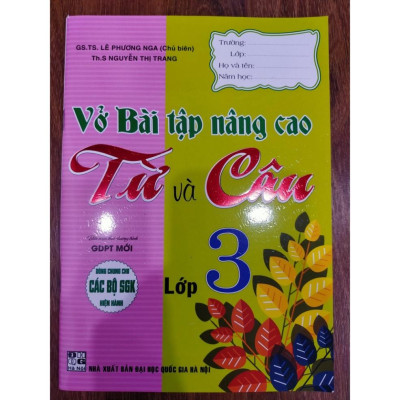 GS.TS. LÊ PHƯƠNG NGA (Chủ biên)
Th.S NGUYỄN THỊ TRANG
Trường:
Lớp:
Họ và tên:
Năm học:
Vở Bài tập nâng cao
Từ và Câu
GDPT MỚI
DÙNG CHUNG CHO
CÁC BỘ SGK
HIỆN HÀNH
Lớp 3
NHÀ XUẤT BẢN ĐẠI HỌC QUỐC GIA HÀ NỘI